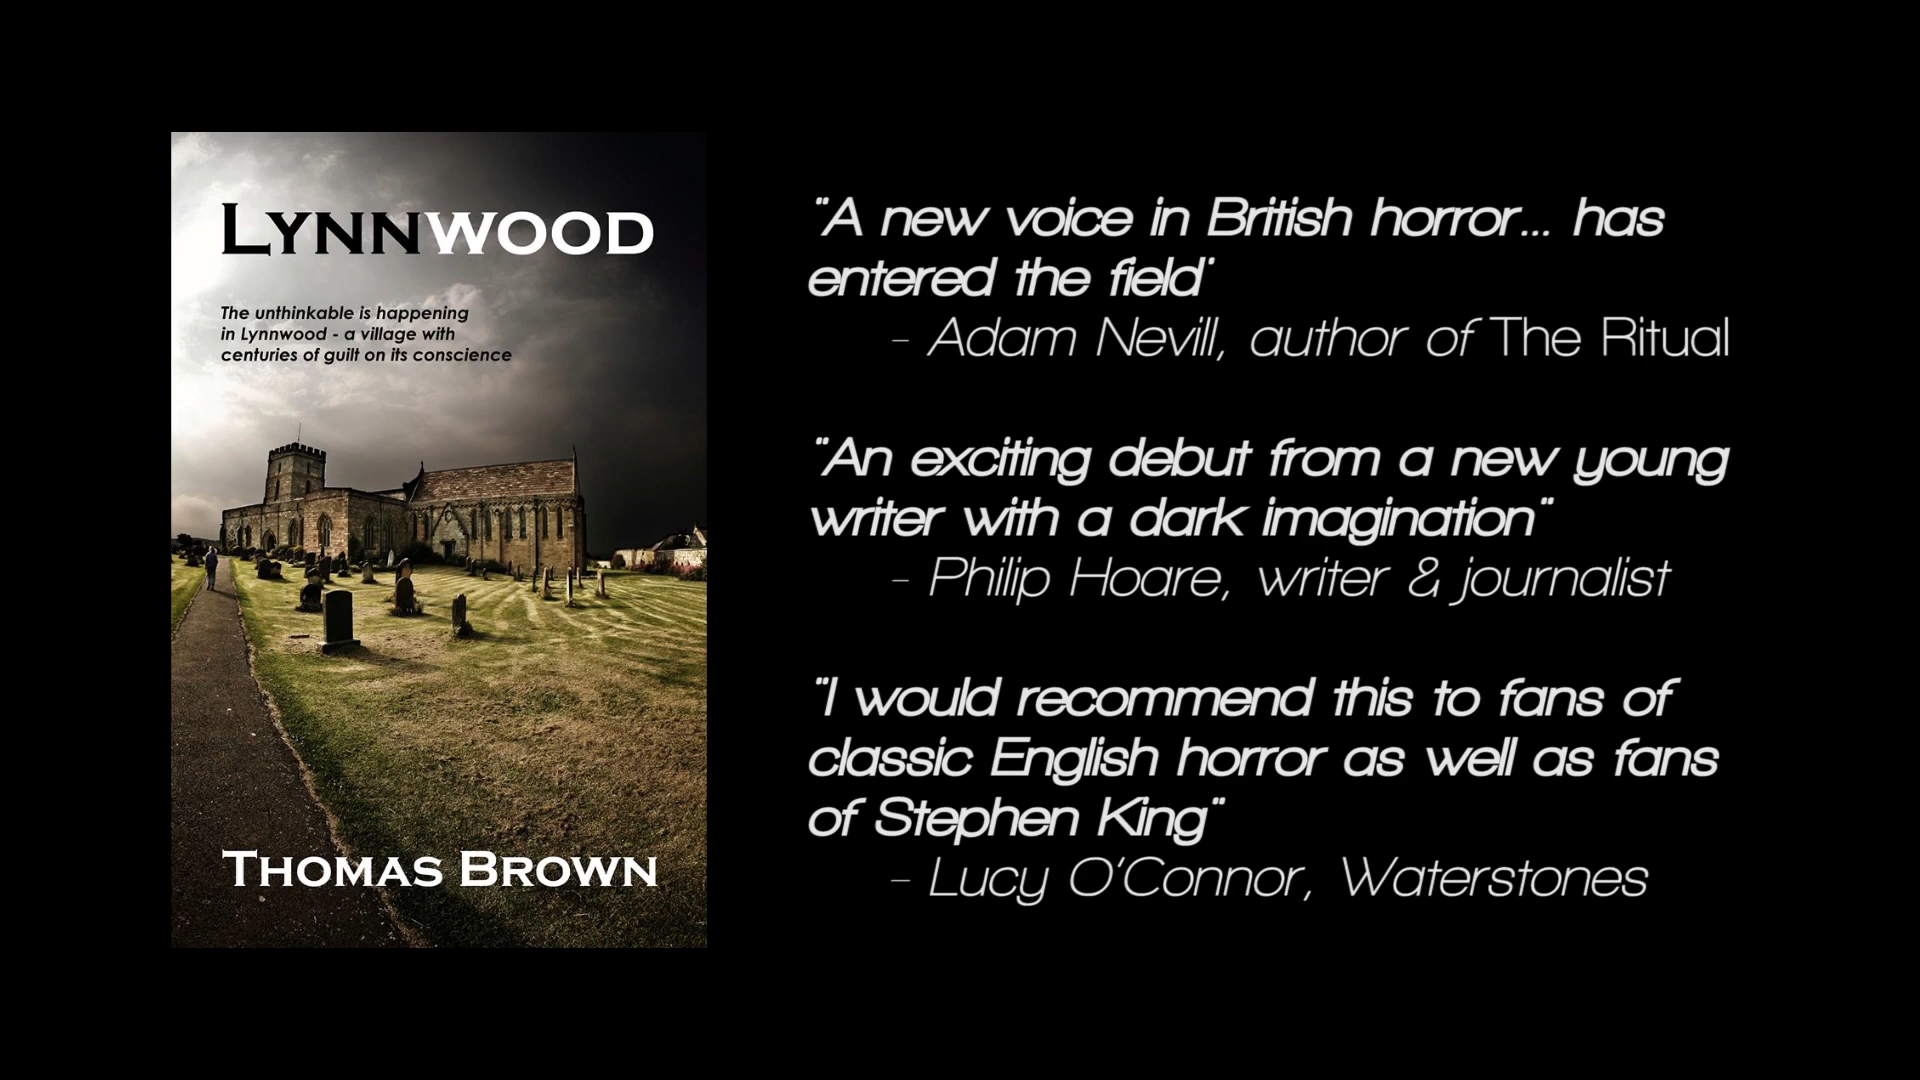 LYNNWOOD
The unthinkable is happening
in Lynnwood - a village with
centuries of guilt on its conscience
THOMAS BROWN
"A new voice in British horror... has
entered the field'
- Adam Nevill, author of The Ritual
"An exciting debut from a new young
writer with a dark imagination"
- Philip Hoare, writer & journalist
"I would recommend this to fans of
classic English horror as well as fans
of Stephen King"
- Lucy O'Connor, Waterstones